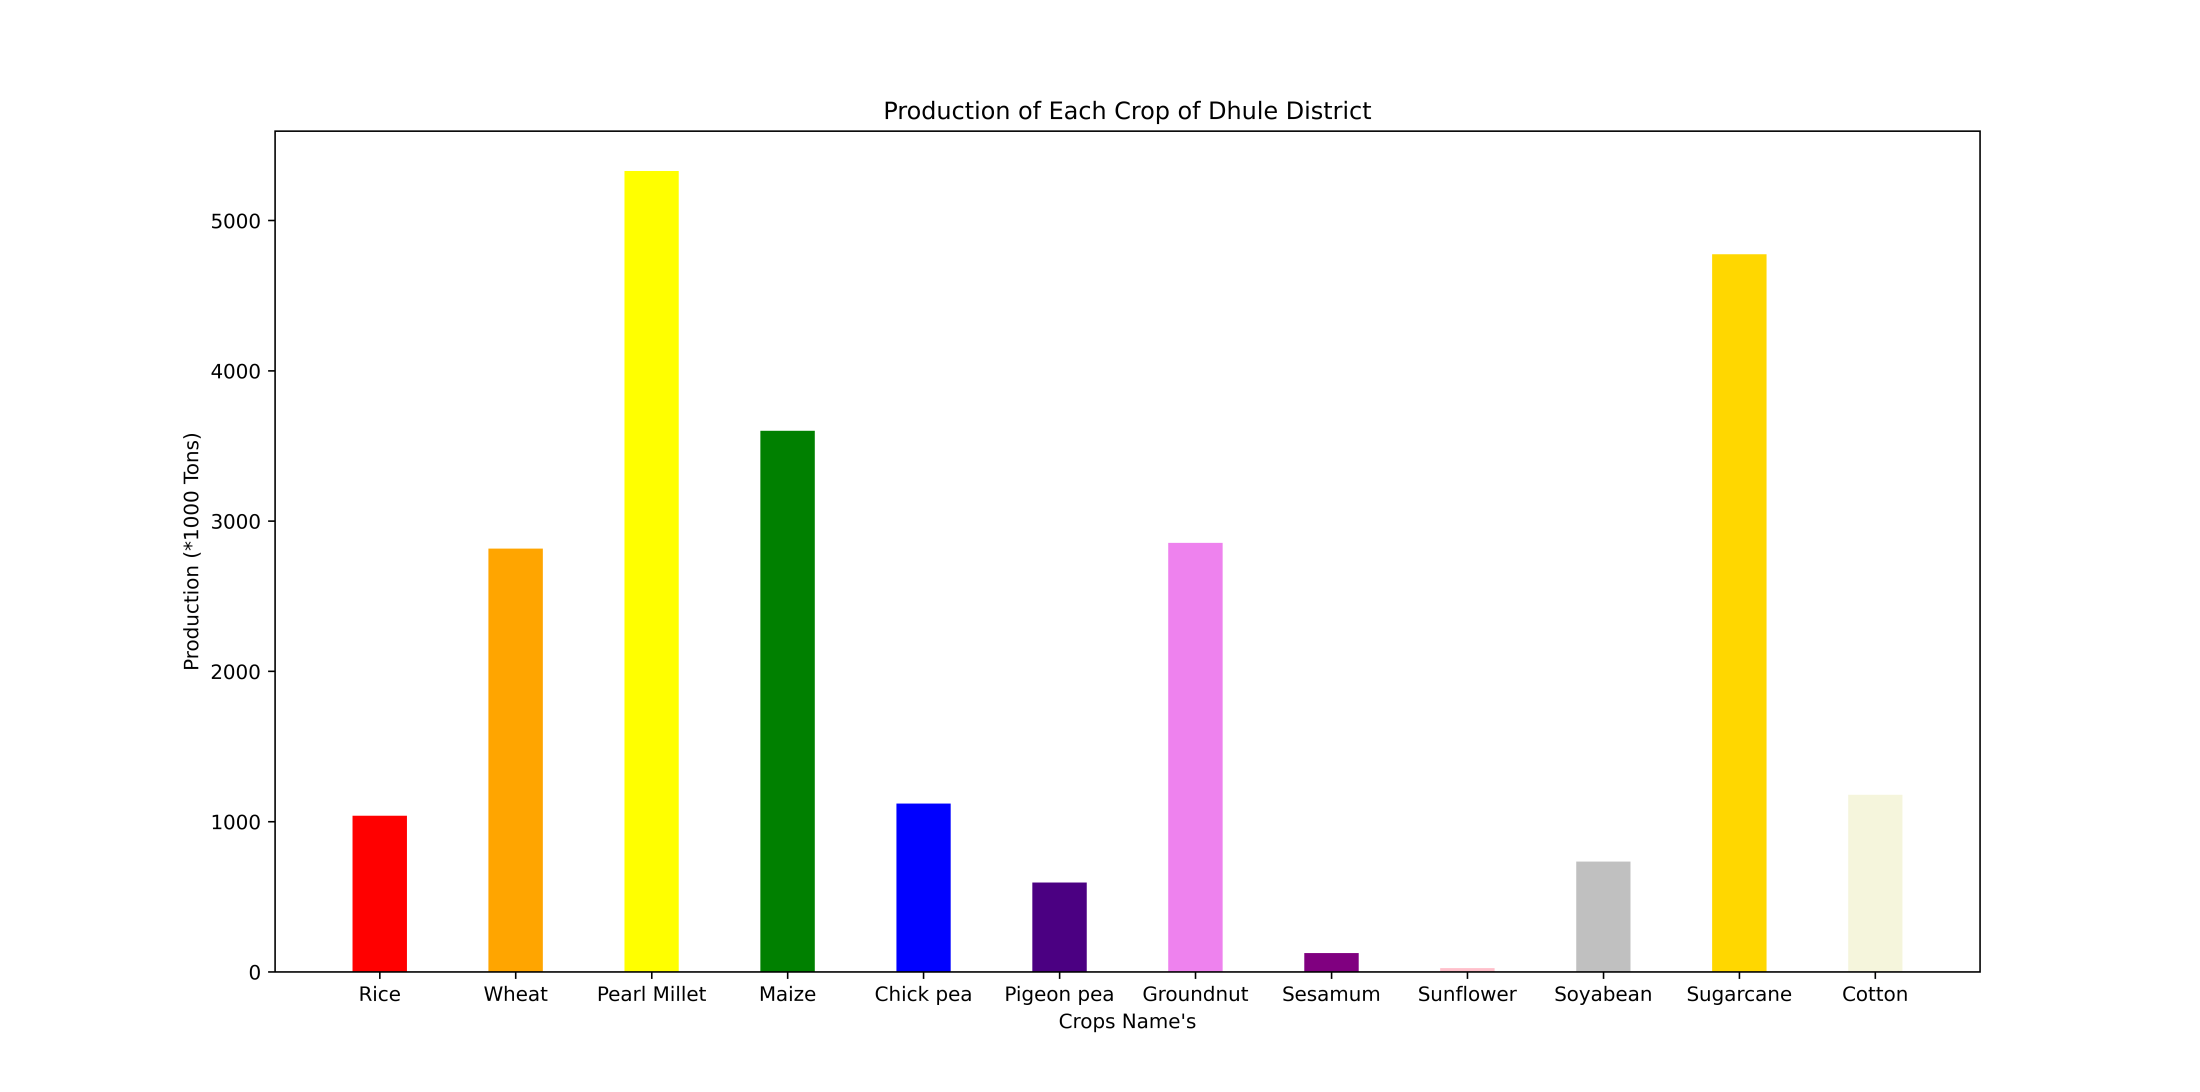 Production of Each Crop of Dhule District
Production (*1000 Tons)
5000
4000
3000
2000
1000
0
Rice Wheat Pearl Millet Maize Chick pea Pigeon pea Groundnut Sesamum Sunflower Soyabean Sugarcane Cotton
Crops Name's